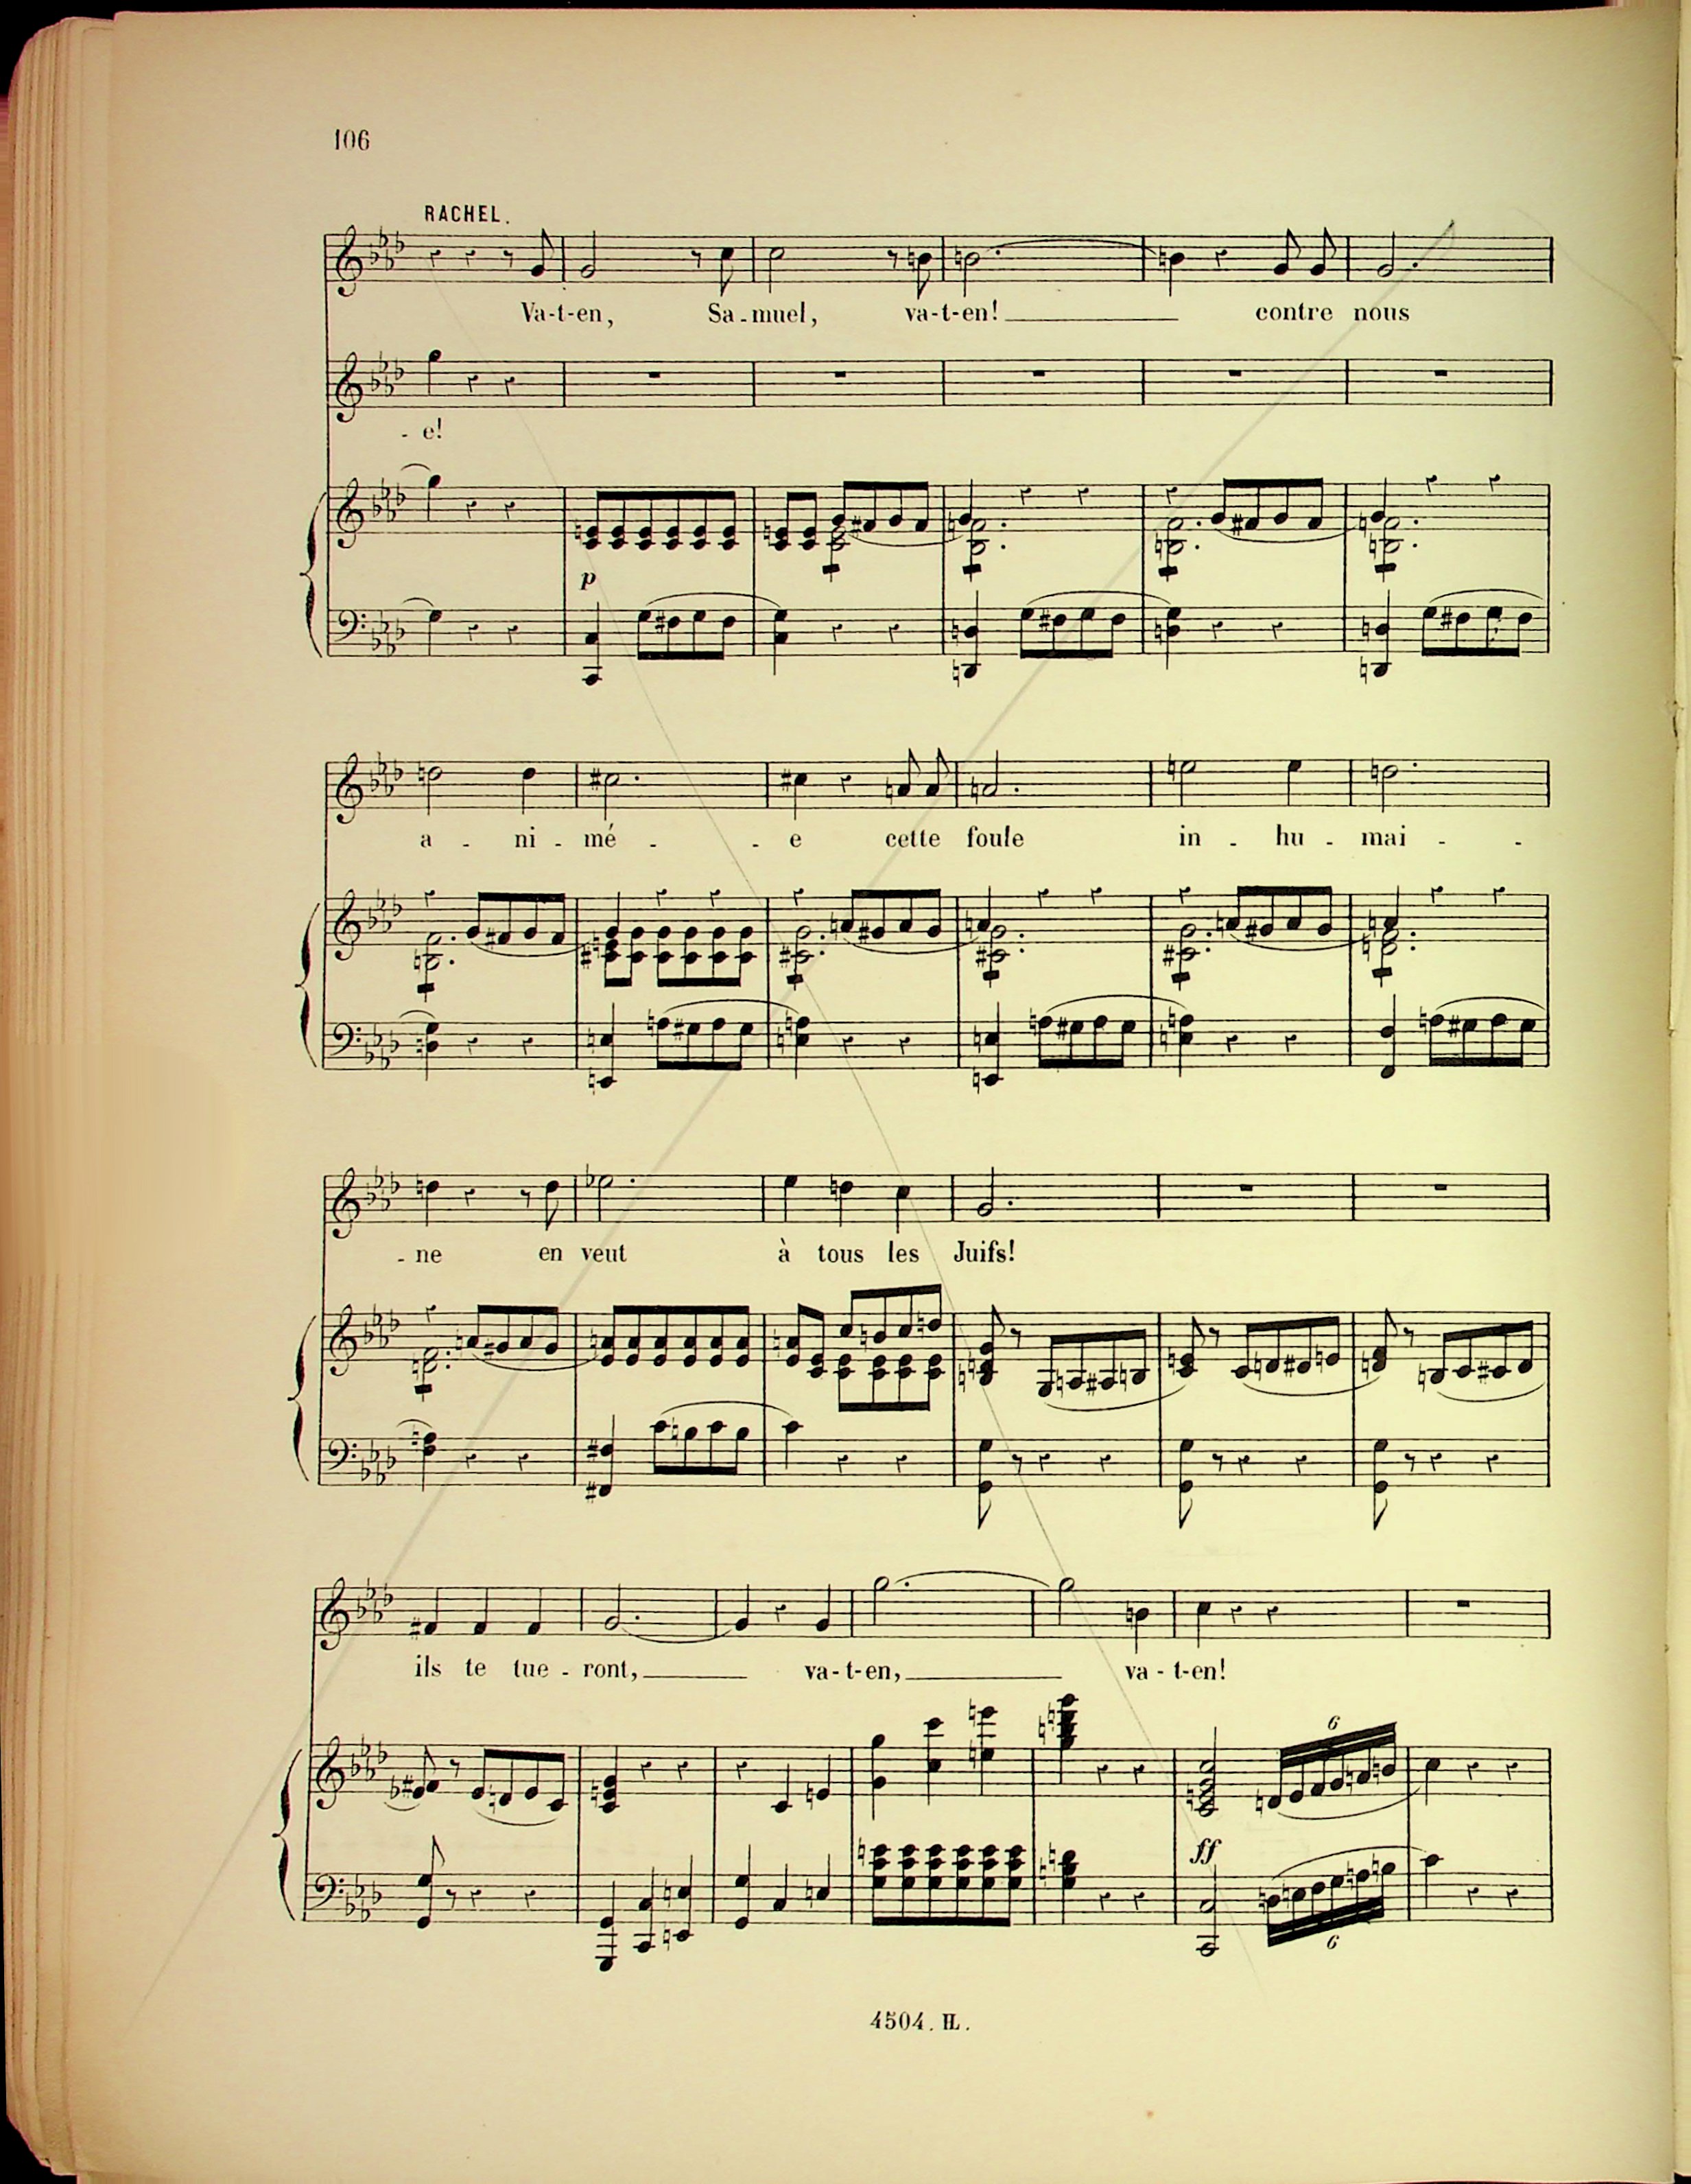 106
RACHEL.
Va-t-en, Sa-muel, va-t-en! contre nous
- e!
p
a - ni - mé - - e cette foule in - hu - mai - -
- ne en veut à tous les Juifs!
ils te tue - ront, va-t-en, va-t-en!
6
ff
6
4504. H.